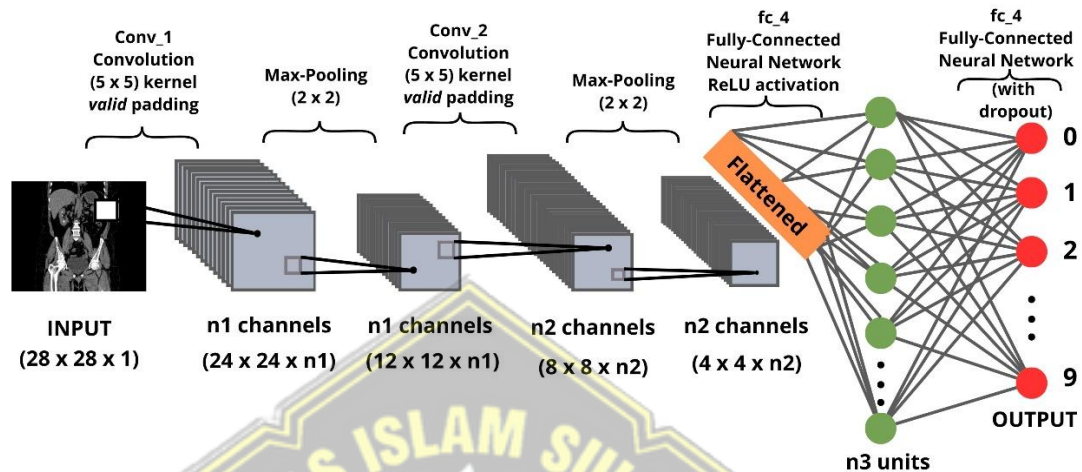 Conv_1
Convolution
(5 x 5) kernel
valid padding
Max-Pooling
(2 x 2)
Conv_2
Convolution
(5 x 5) kernel
valid padding
Max-Pooling
(2 x 2)
fc_4
Fully-Connected
Neural Network
ReLU activation
fc_4
Fully-Connected
Neural Network
(with
dropout)
Flattened
0
1
2
9
OUTPUT
INPUT
(28 x 28 x 1)
n1 channels
(24 x 24 x n1)
n1 channels
(12 x 12 x n1)
n2 channels
(8 x 8 x n2)
n2 channels
(4 x 4 x n2)
n3 units
ISLAM